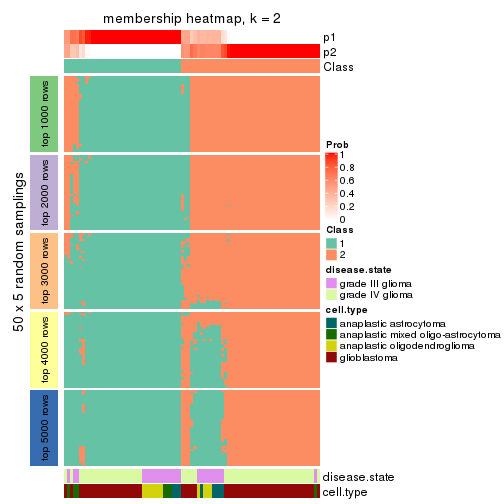 membership heatmap, k = 2
p1
p2
Class
50 x 5 random samplings
top 1000 rows
top 2000 rows
top 3000 rows
top 4000 rows
top 5000 rows
Prob
1
0.8
0.6
0.4
0.2
0
Class
1
2
disease.state
grade III glioma
grade IV glioma
cell.type
anaplastic astrocytoma
anaplastic mixed oligo-astrocytoma
anaplastic oligodendroglioma
glioblastoma
disease.state
cell.type